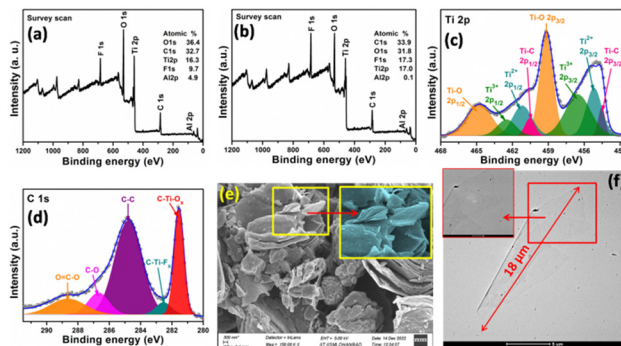 Survey scan
(a)
F 1s
O 1s
Ti 2p
C 1s
Al 2p
Atomic %
O1s 36.4
C1s 32.7
Ti2p 16.3
F1s 9.7
Al2p 4.9
Intensity (a. u.)
1200 1000 800 600 400 200 0
Binding energy (eV)
Survey scan
(b)
F 1s
O 1s
Ti 2p
C 1s
Al 2p
Atomic %
C1s 33.9
O1s 31.8
F1s 17.3
Ti2p 17.0
Al2p 0.1
Intensity (a. u.)
1200 1000 800 600 400 200 0
Binding energy (eV)
Ti 2p
(c)
Ti-O 2p3/2
Ti-C
2p1/2
Ti2+
2p1/2
Ti3+
2p1/2
Ti-O
2p1/2
Ti3+
2p3/2
Ti2+
2p3/2
Ti-C
2p3/2
Intensity (a.u.)
468 465 462 459 456 453
Binding energy (eV)
C 1s
(d)
C-C
C-Ti-Ox
C-Ti-Fx
C-O
O=C-O
Intensity (a.u.)
290 288 286 284 282 280
Binding energy (eV)
(e)
(f)
18 μm
5 μm